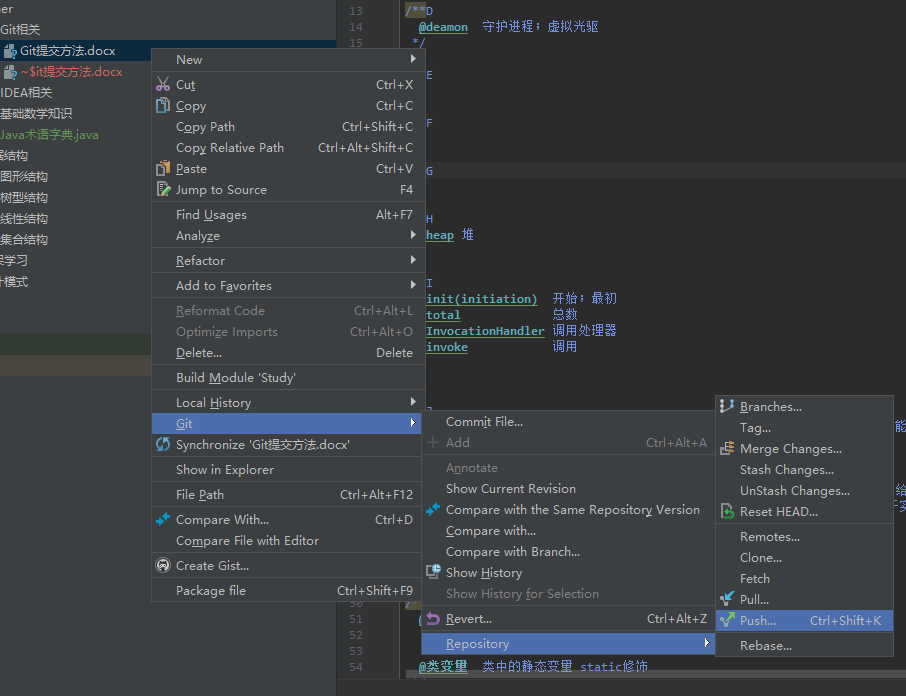 er
Git相关
Git提交方法.docx
~$it提交方法.docx
IDEA相关
基础数学知识
Java术语字典.java
结构
图形结构
树型结构
线性结构
集合结构
学习
模式
13 /**D
14 @deamon 守护进程；虚拟光驱
15 */
E
F
G
H
heap 堆
I
init(initiation) 开始；最初
total 总数
InvocationHandler 调用处理器
invoke 调用
能
给
实
50 /*
51
52
53
54 @类变量 类中的静态变量 static修饰
New
Cut Ctrl+X
Copy Ctrl+C
Copy Path Ctrl+Shift+C
Copy Relative Path Ctrl+Alt+Shift+C
Paste Ctrl+V
Jump to Source F4
Find Usages Alt+F7
Analyze
Refactor
Add to Favorites
Reformat Code Ctrl+Alt+L
Optimize Imports Ctrl+Alt+O
Delete... Delete
Build Module 'Study'
Local History
Git
Synchronize 'Git提交方法.docx'
Show in Explorer
File Path Ctrl+Alt+F12
Compare With... Ctrl+D
Compare File with Editor
Create Gist...
Package file Ctrl+Shift+F9
Commit File...
Add Ctrl+Alt+A
Annotate
Show Current Revision
Compare with the Same Repository Version
Compare with...
Compare with Branch...
Show History
Show History for Selection
Revert... Ctrl+Alt+Z
Repository
Branches...
Tag...
Merge Changes...
Stash Changes...
UnStash Changes...
Reset HEAD...
Remotes...
Clone...
Fetch
Pull...
Push... Ctrl+Shift+K
Rebase...